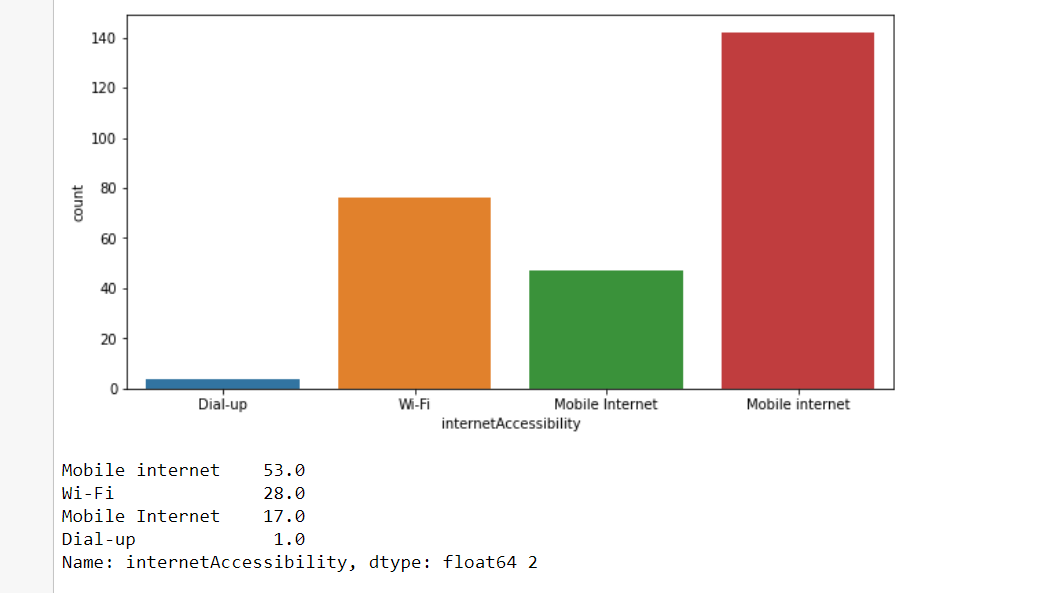 140
120
100
80
60
40
20
0
count
Dial-up Wi-Fi Mobile Internet Mobile internet
internetAccessibility
Mobile internet    53.0
Wi-Fi              28.0
Mobile Internet    17.0
Dial-up             1.0
Name: internetAccessibility, dtype: float64 2